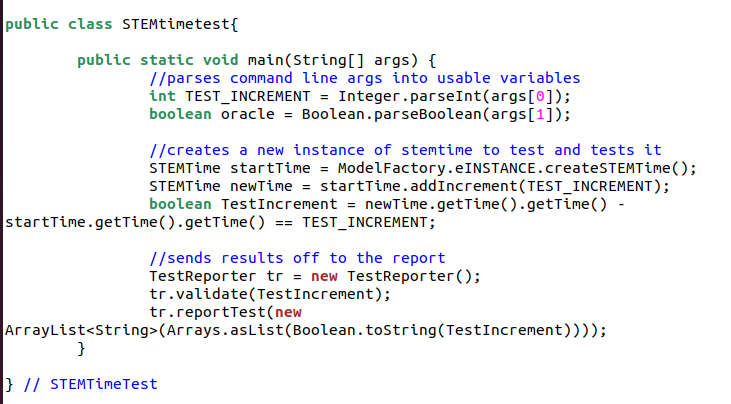 public class STEMtimetest{
public static void main(String[] args) {
//parses command line args into usable variables
int TEST_INCREMENT = Integer.parseInt(args[0]);
boolean oracle = Boolean.parseBoolean(args[1]);
//creates a new instance of stemtime to test and tests it
STEMTime startTime = ModelFactory.eINSTANCE.createSTEMTime();
STEMTime newTime = startTime.addIncrement(TEST_INCREMENT);
boolean TestIncrement = newTime.getTime().getTime() -
startTime.getTime().getTime() == TEST_INCREMENT;
//sends results off to the report
TestReporter tr = new TestReporter();
tr.validate(TestIncrement);
tr.reportTest(new
ArrayList<String>(Arrays.asList(Boolean.toString(TestIncrement))));
}
} // STEMTimeTest